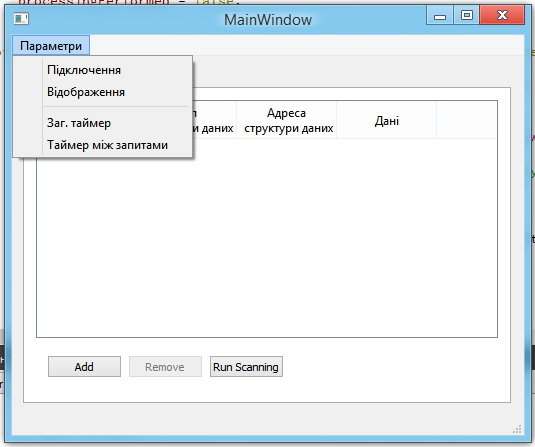 processingPerformed = false;
MainWindow
Параметри
Підключення
Відображення
Заг. таймер
Таймер між запитами
Адреса
структури даних
Дані
и даних
Add
Remove
Run Scanning